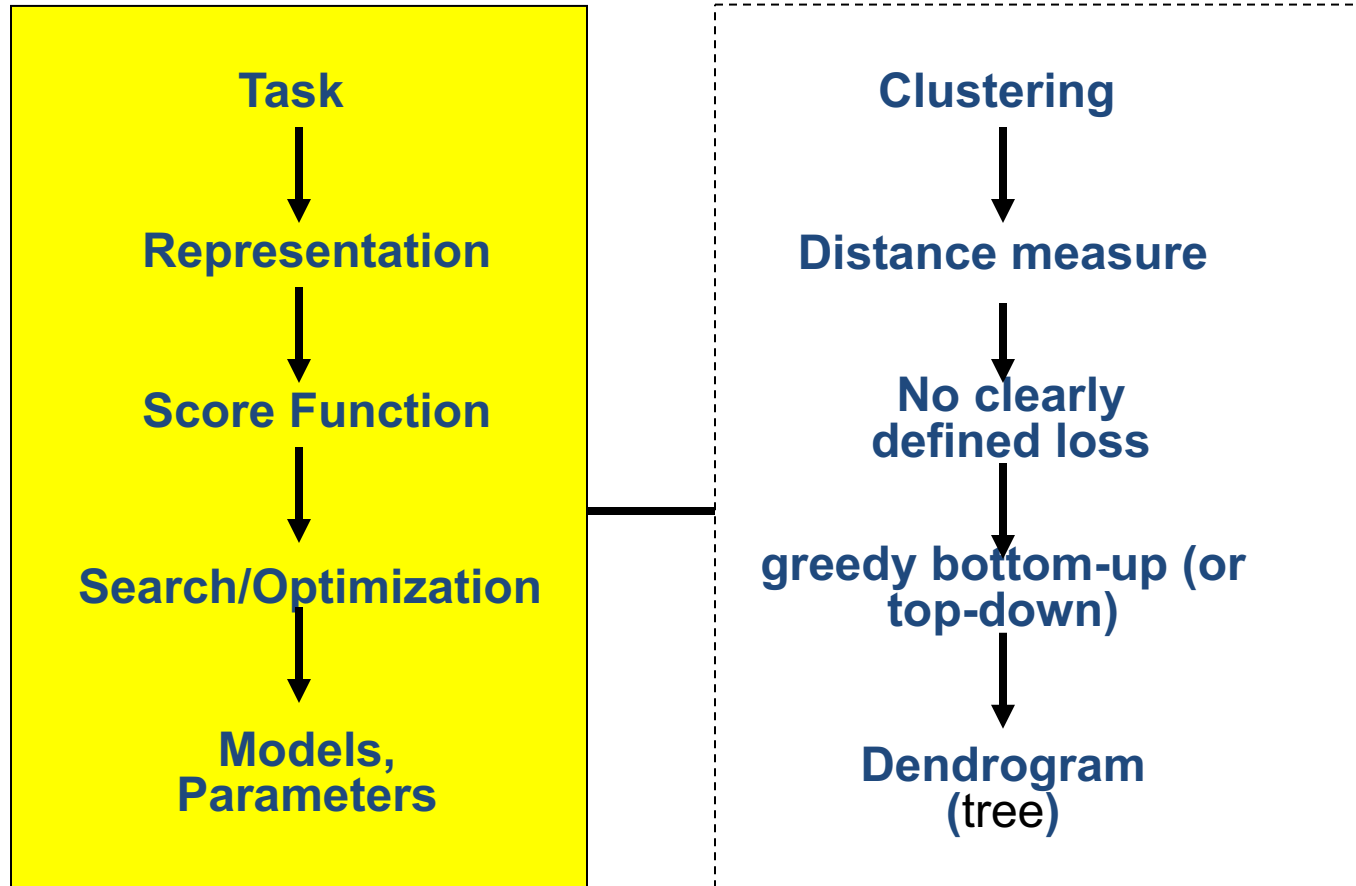 Task
Representation
Score Function
Search/Optimization
Models,
Parameters
Clustering
Distance measure
No clearly
defined loss
greedy bottom-up (or
top-down)
Dendrogram
(tree)